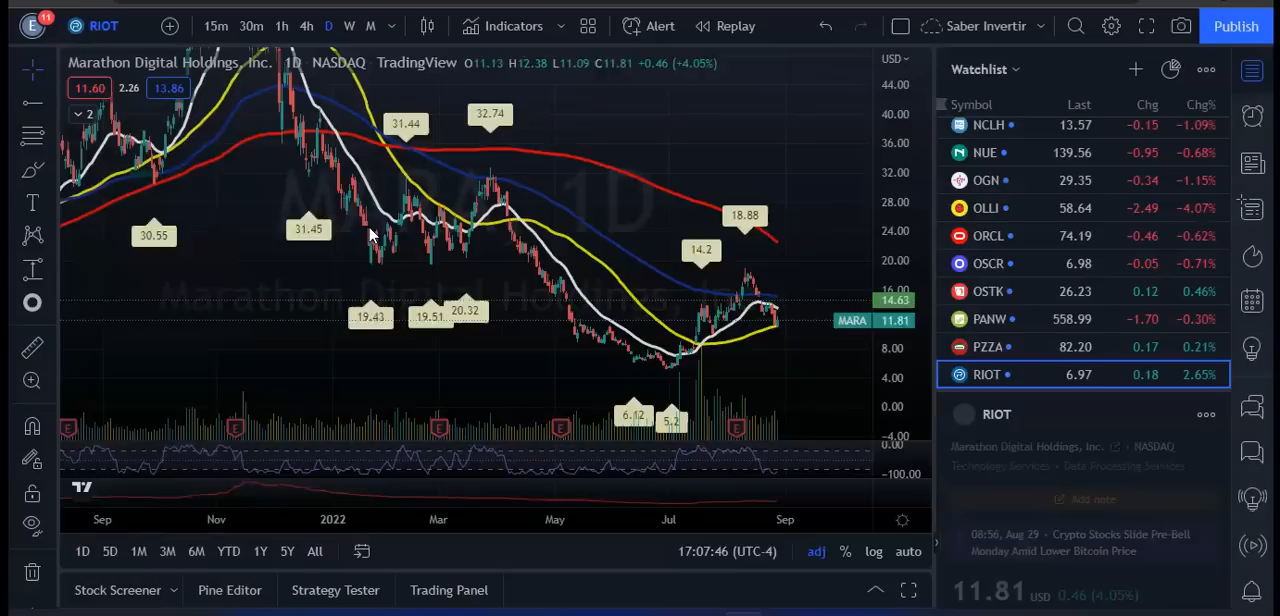 E 11 RIOT 15m 30m 1h 4h D W M Indicators Alert Replay Saber Invertir Publish
Marathon Digital Holdings, Inc. 1D NASDAQ TradingView O11.13 H12.38 L11.09 C11.81 +0.46 (+4.05%)
11.60 2.26 13.86
2
USD
44.00
40.00
36.00
32.00
28.00
24.00
20.00
16.00
14.63
MARA 11.81
8.00
4.00
0.00
-4.00
0.00
-100.00
MARA, 1D
Marathon Digital Holdings,
30.55
31.45
31.44
32.74
19.43
19.51
20.32
6.12
5.2
14.2
18.88
E E E E E
Sep Nov 2022 Mar May Jul Sep
1D 5D 1M 3M 6M YTD 1Y 5Y All 17:07:46 (UTC-4) adj % log auto
Stock Screener Pine Editor Strategy Tester Trading Panel
Watchlist
Symbol Last Chg Chg%
NCLH 13.57 -0.15 -1.09%
NUE 139.56 -0.95 -0.68%
OGN 29.35 -0.34 -1.15%
OLLI 58.64 -2.49 -4.07%
ORCL 74.19 -0.46 -0.62%
OSCR 6.98 -0.05 -0.71%
OSTK 26.23 0.12 0.46%
PANW 558.99 -1.70 -0.30%
PZZA 82.20 0.17 0.21%
RIOT 6.97 0.18 2.65%
RIOT
Marathon Digital Holdings, Inc. NASDAQ
Technology Services • Data Processing Services
Add note
08:56, Aug 29 • Crypto Stocks Slide Pre-Bell
Monday Amid Lower Bitcoin Price
11.81 USD 0.46 (4.05%)